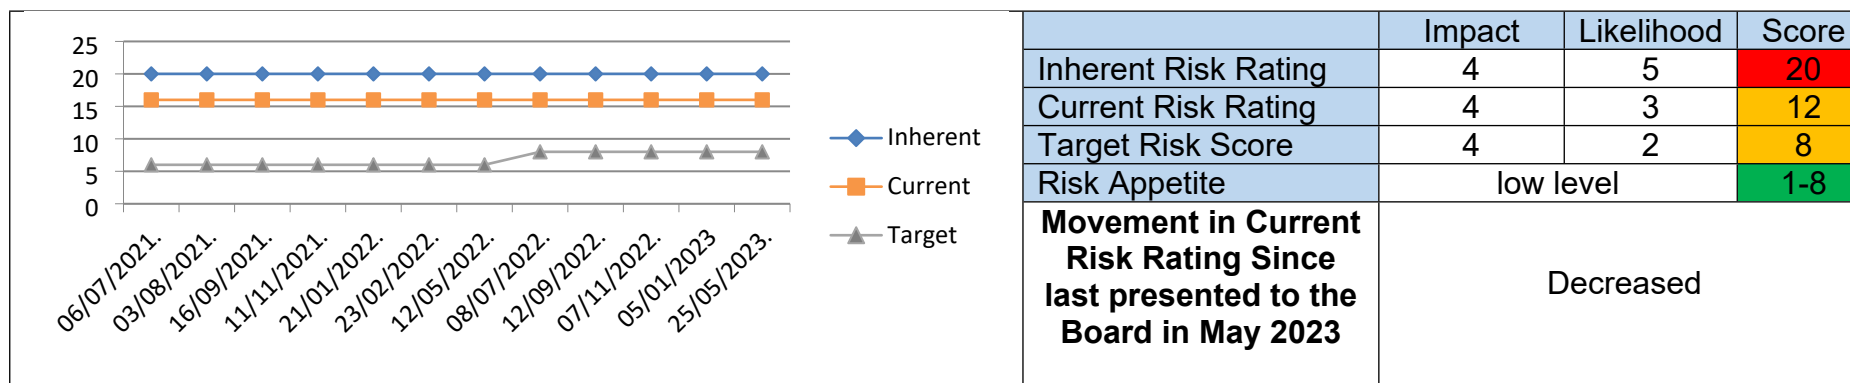 25
20
15
10
5
0
06/07/2021.
03/08/2021.
16/09/2021.
11/11/2021.
21/01/2022.
23/02/2022.
12/05/2022.
08/07/2022.
12/09/2022.
07/11/2022.
05/01/2023
25/05/2023.
Inherent
Current
Target
Impact Likelihood Score
Inherent Risk Rating 4 5 20
Current Risk Rating 4 3 12
Target Risk Score 4 2 8
Risk Appetite low level 1-8
Movement in Current
Risk Rating Since
last presented to the
Board in May 2023
Decreased